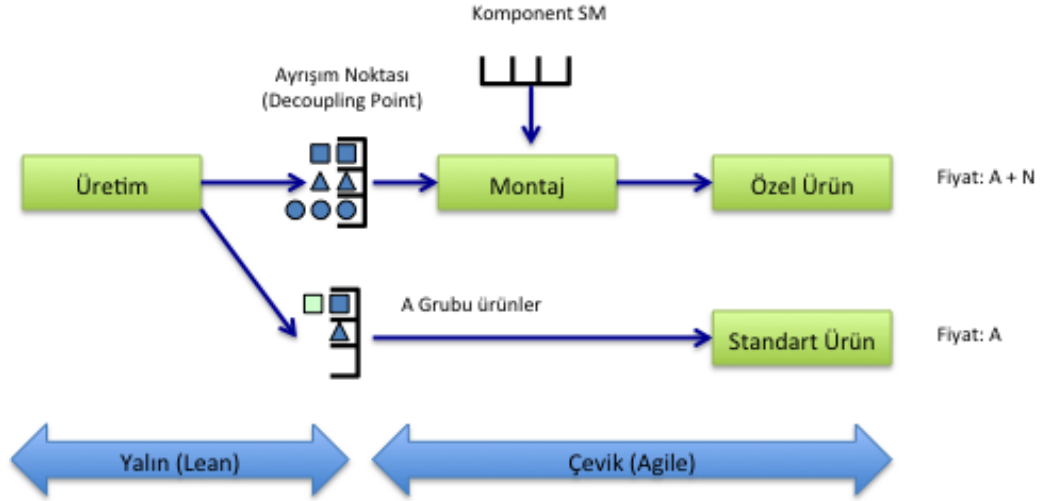 Komponent SM
Ayrışım Noktası
(Decoupling Point)
Üretim
Montaj
Özel Ürün
Fiyat: A + N
A Grubu ürünler
Standart Ürün
Fiyat: A
Yalın (Lean)
Çevik (Agile)